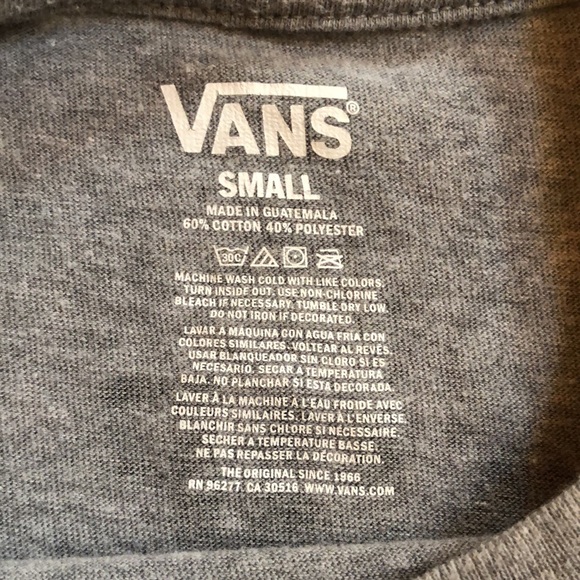 VANS®
SMALL
MADE IN GUATEMALA
60% COTTON 40% POLYESTER
30C
MACHINE WASH COLD WITH LIKE COLORS.
TURN INSIDE OUT. USE NON-CHLORINE
BLEACH IF NECESSARY. TUMBLE DRY LOW.
DO NOT IRON IF DECORATED.
LAVAR A MÁQUINA CON AGUA FRIA CON
COLORES SIMILARES. VOLTEAR AL REVÉS.
USAR BLANQUEADOR SIN CLORO SI ES
NECESARIO. SECAR A TEMPERATURA
BAJA. NO PLANCHAR SI ESTA DECORADA.
LAVER À LA MACHINE À L'EAU FROIDE AVEC
COULEURS SIMILAIRES. LAVER À L'ENVERSE.
BLANCHIR SANS CHLORE SI NÉCESSAIRE.
SECHER A TEMPERATURE BASSE.
NE PAS REPASSER LA DÉCORATION.
THE ORIGINAL SINCE 1966
RN 96277 CA 30516 WWW.VANS.COM